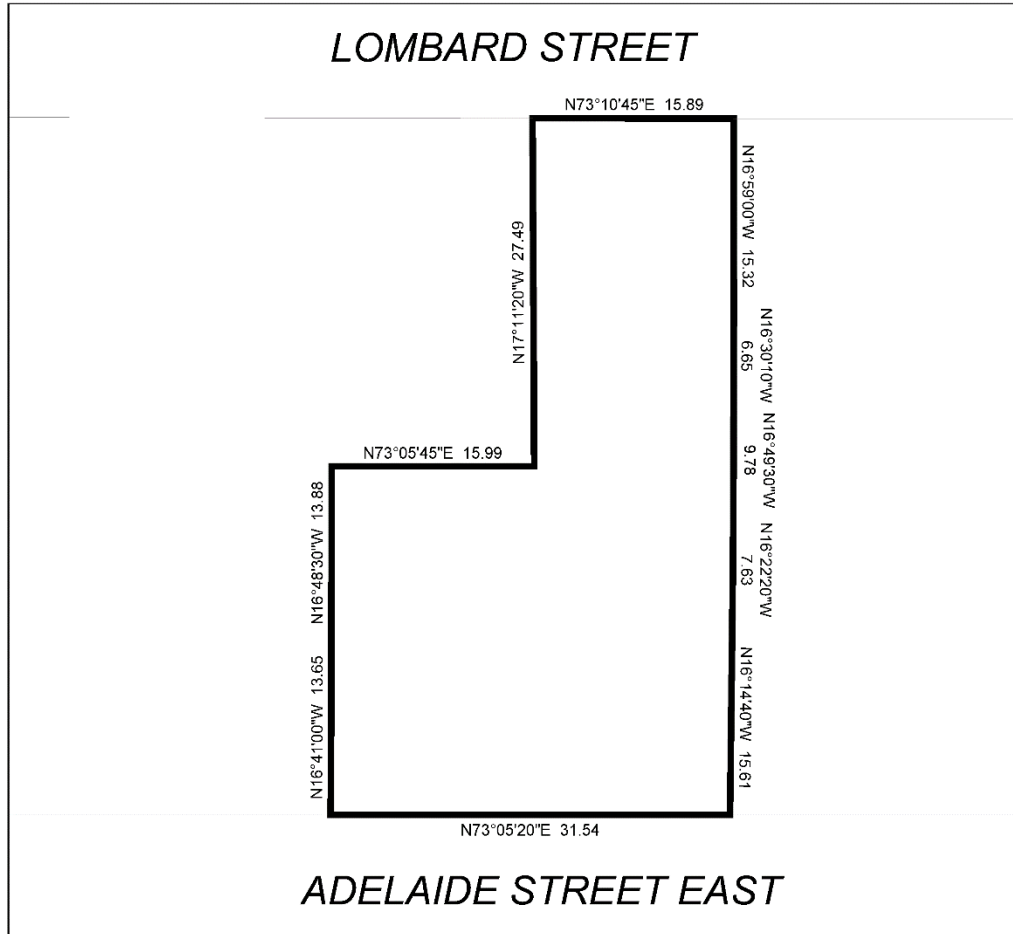 LOMBARD STREET
N73°10'45"E 15.89
N16°59'00"W 15.32
N17°11'20"W 27.49
N16°30'10"W
6.65
N73°05'45"E 15.99
N16°49'30"W
9.78
N16°48'30"W 13.88
N16°22'20"W
7.63
N16°41'00"W 13.65
N16°14'40"W 15.61
N73°05'20"E 31.54
ADELAIDE STREET EAST